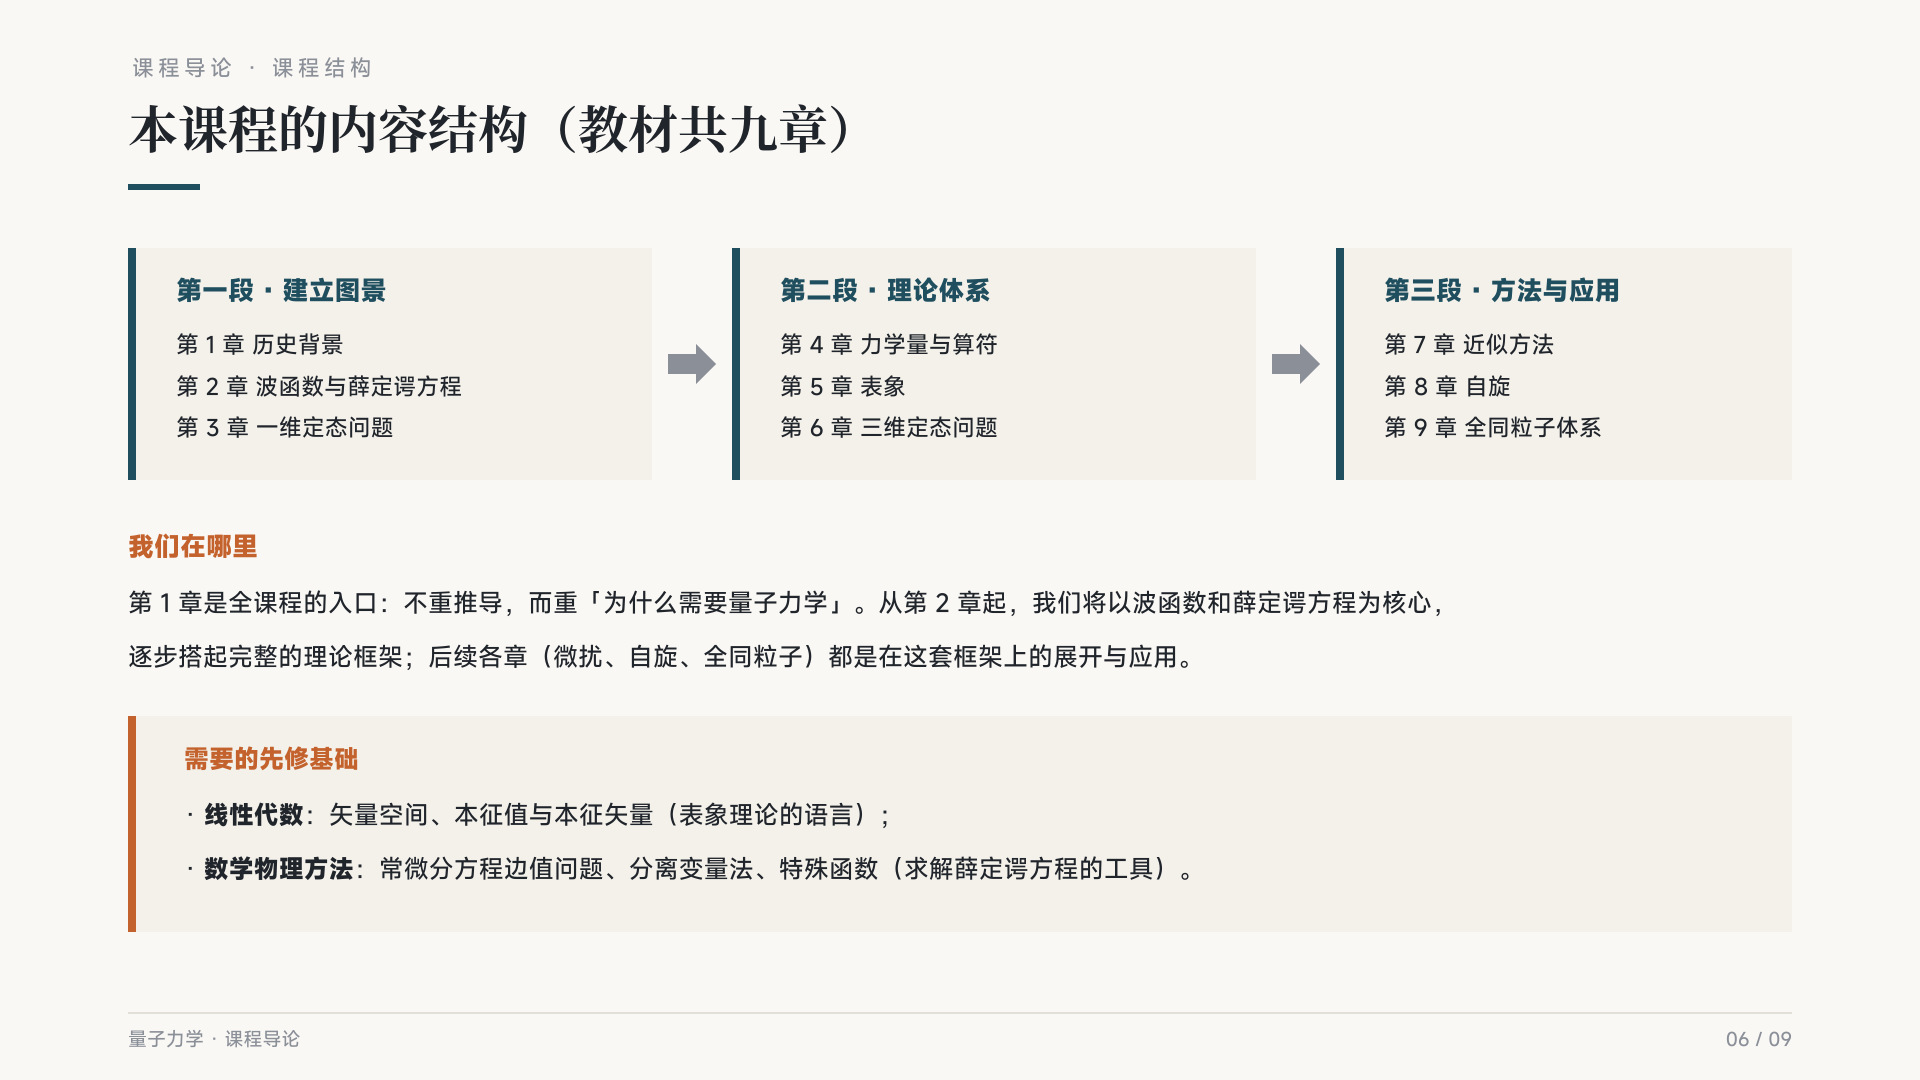 课程导论 · 课程结构
本课程的内容结构（教材共九章）
第一段 · 建立图景
第 1 章 历史背景
第 2 章 波函数与薛定谔方程
第 3 章 一维定态问题
第二段 · 理论体系
第 4 章 力学量与算符
第 5 章 表象
第 6 章 三维定态问题
第三段 · 方法与应用
第 7 章 近似方法
第 8 章 自旋
第 9 章 全同粒子体系
我们在哪里
第 1 章是全课程的入口：不重推导，而重「为什么需要量子力学」。从第 2 章起，我们将以波函数和薛定谔方程为核心，
逐步搭起完整的理论框架；后续各章（微扰、自旋、全同粒子）都是在这套框架上的展开与应用。
需要的先修基础
· 线性代数：矢量空间、本征值与本征矢量（表象理论的语言）；
· 数学物理方法：常微分方程边值问题、分离变量法、特殊函数（求解薛定谔方程的工具）。
量子力学 · 课程导论
06 / 09